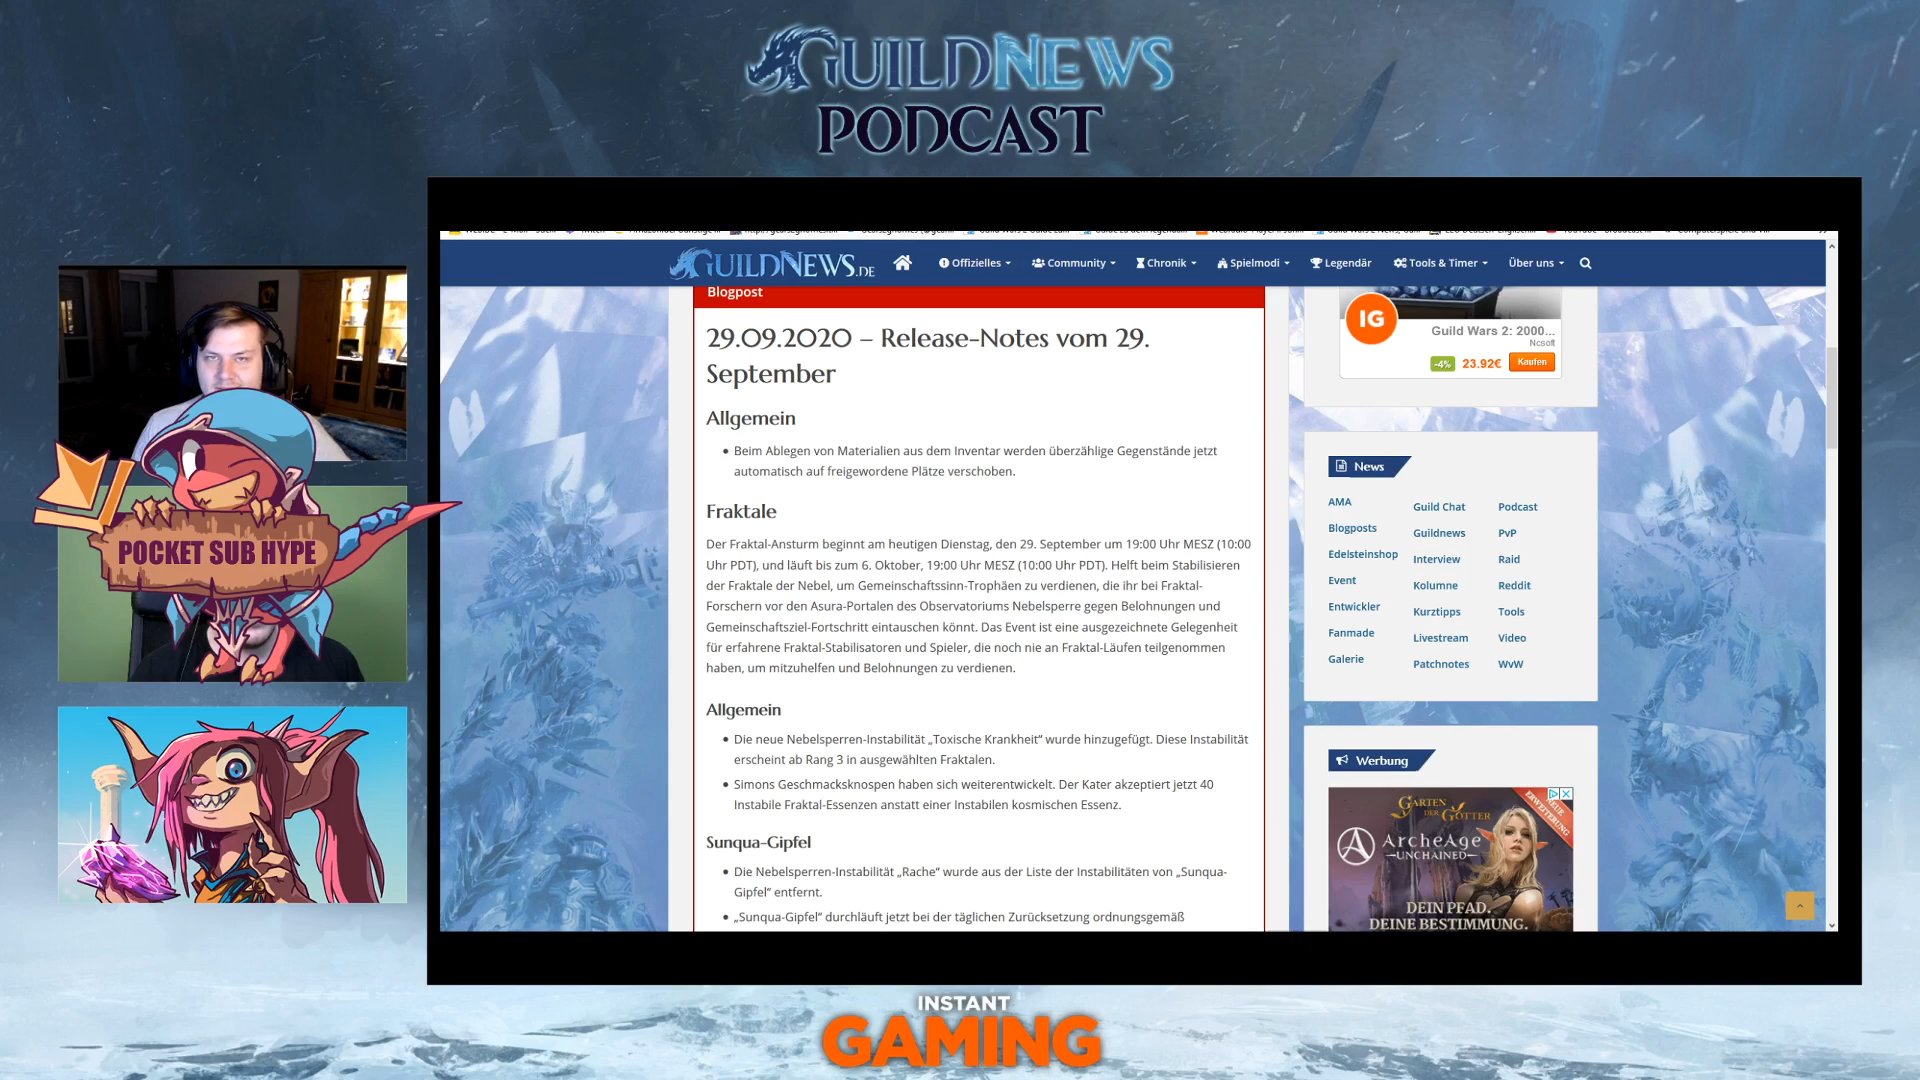 GUILDNEWS
PODCAST
GUILDNEWS.DE
Offizielles
Community
Chronik
Spielmodi
Legendär
Tools & Timer
Über uns
Blogpost
29.09.2020 – Release-Notes vom 29.
September
Allgemein
Beim Ablegen von Materialien aus dem Inventar werden überzählige Gegenstände jetzt
automatisch auf freigewordene Plätze verschoben.
Fraktale
Der Fraktal-Ansturm beginnt am heutigen Dienstag, den 29. September um 19:00 Uhr MESZ (10:00
Uhr PDT), und läuft bis zum 6. Oktober, 19:00 Uhr MESZ (10:00 Uhr PDT). Helft beim Stabilisieren
der Fraktale der Nebel, um Gemeinschaftssinn-Trophäen zu verdienen, die ihr bei Fraktal-
Forschern vor den Asura-Portalen des Observatoriums Nebelsperre gegen Belohnungen und
Gemeinschaftsziel-Fortschritt eintauschen könnt. Das Event ist eine ausgezeichnete Gelegenheit
für erfahrene Fraktal-Stabilisatoren und Spieler, die noch nie an Fraktal-Läufen teilgenommen
haben, um mitzuhelfen und Belohnungen zu verdienen.
Allgemein
Die neue Nebelsperren-Instabilität „Toxische Krankheit“ wurde hinzugefügt. Diese Instabilität
erscheint ab Rang 3 in ausgewählten Fraktalen.
Simons Geschmacksknospen haben sich weiterentwickelt. Der Kater akzeptiert jetzt 40
Instabile Fraktal-Essenzen anstatt einer Instabilen kosmischen Essenz.
Sunqua-Gipfel
Die Nebelsperren-Instabilität „Rache“ wurde aus der Liste der Instabilitäten von „Sunqua-
Gipfel“ entfernt.
„Sunqua-Gipfel“ durchläuft jetzt bei der täglichen Zurücksetzung ordnungsgemäß
IG
Guild Wars 2: 2000...
Ncsoft
-4%
23.92€
Kaufen
News
AMA
Blogposts
Edelsteinshop
Event
Entwickler
Fanmade
Galerie
Guild Chat
Guildnews
Interview
Kolumne
Kurztipps
Livestream
Patchnotes
Podcast
PvP
Raid
Reddit
Tools
Video
WvW
Werbung
GARTEN
DER GÖTTER
NEUE
ERWEITERUNG
ARCHEAGE
UNCHAINED
DEIN PFAD.
DEINE BESTIMMUNG.
POCKET SUB HYPE
INSTANT
GAMING